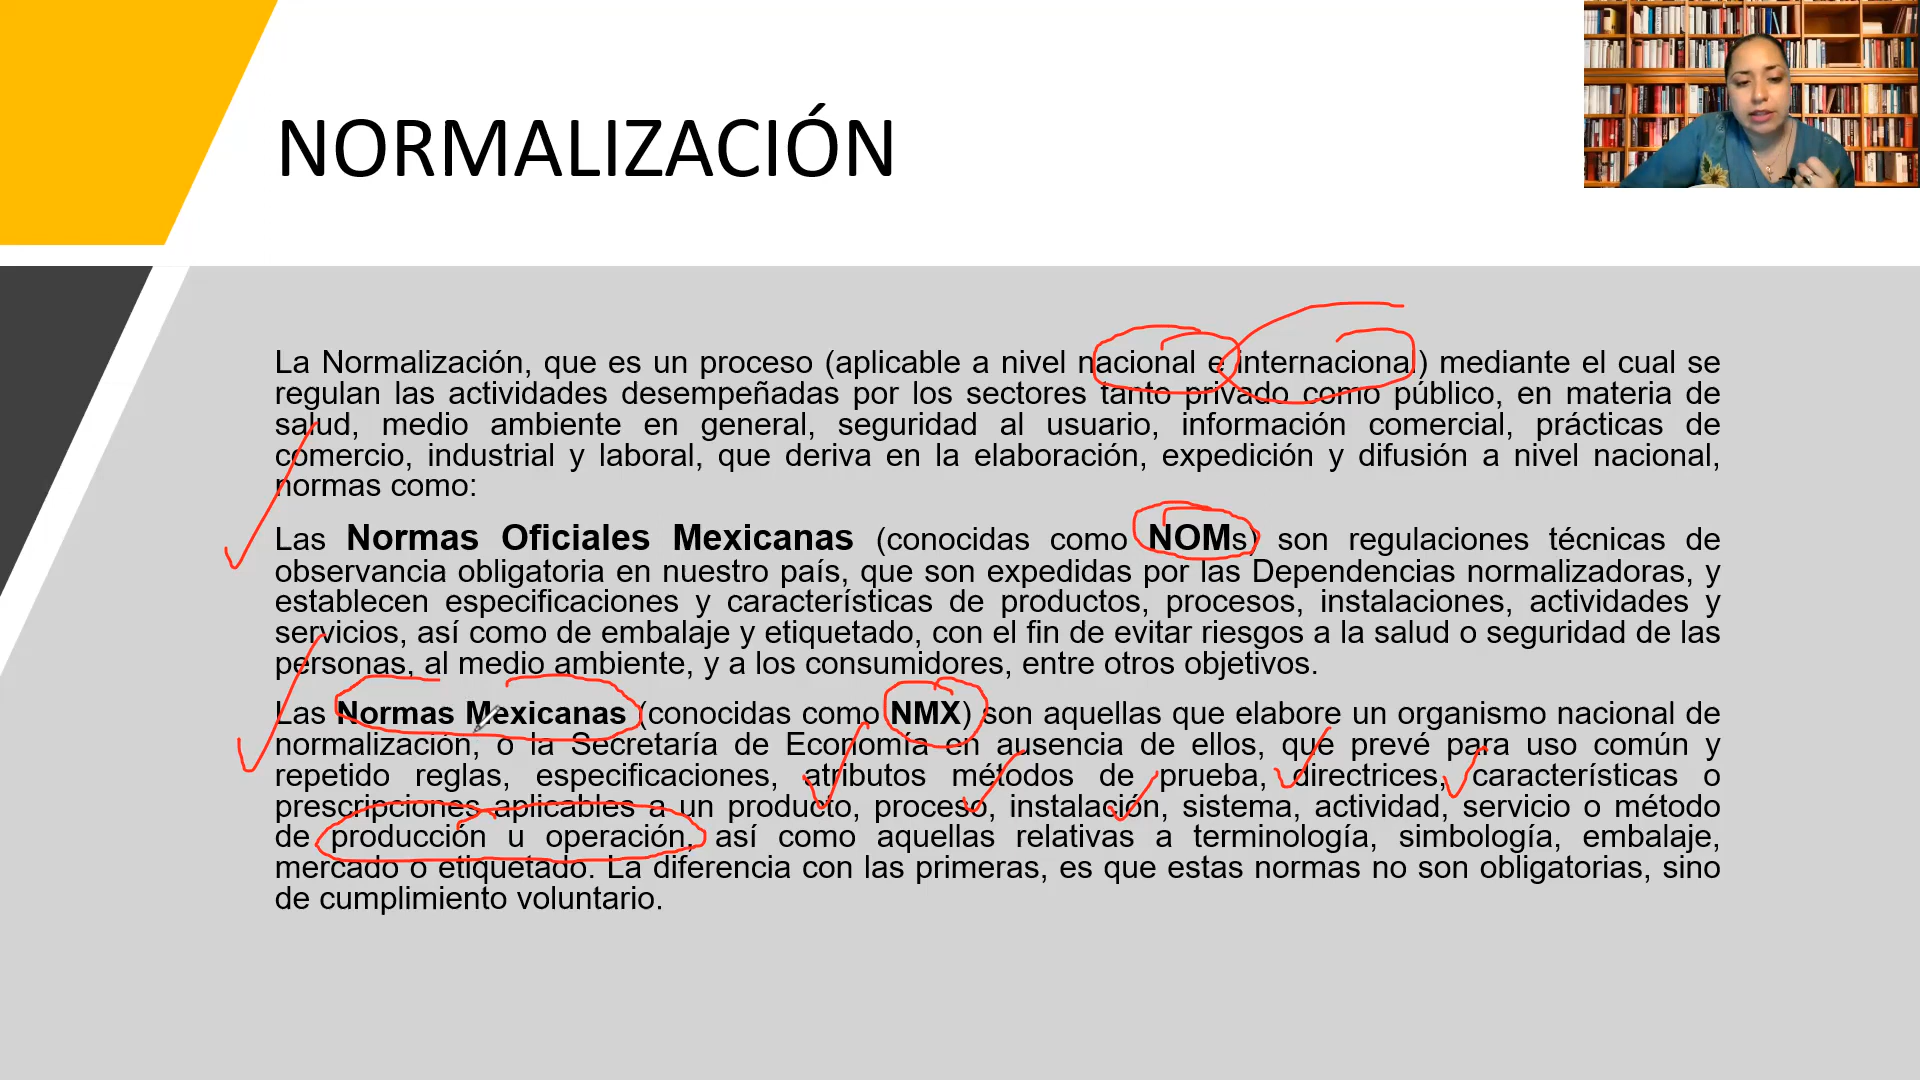 NORMALIZACIÓN
La Normalización, que es un proceso (aplicable a nivel nacional e internacional) mediante el cual se
regulan las actividades desempeñadas por los sectores tanto privado como público, en materia de
salud, medio ambiente en general, seguridad al usuario, información comercial, prácticas de
comercio, industrial y laboral, que deriva en la elaboración, expedición y difusión a nivel nacional,
normas como:
Las Normas Oficiales Mexicanas (conocidas como NOMs) son regulaciones técnicas de
observancia obligatoria en nuestro país, que son expedidas por las Dependencias normalizadoras, y
establecen especificaciones y características de productos, procesos, instalaciones, actividades y
servicios, así como de embalaje y etiquetado, con el fin de evitar riesgos a la salud o seguridad de las
personas, al medio ambiente, y a los consumidores, entre otros objetivos.
Las Normas Mexicanas (conocidas como NMX) son aquellas que elabore un organismo nacional de
normalización, o la Secretaría de Economía en ausencia de ellos, que prevé para uso común y
repetido reglas, especificaciones, atributos métodos de prueba, directrices, características o
prescripciones aplicables a un producto, proceso, instalación, sistema, actividad, servicio o método
de producción u operación, así como aquellas relativas a terminología, simbología, embalaje,
mercado o etiquetado. La diferencia con las primeras, es que estas normas no son obligatorias, sino
de cumplimiento voluntario.